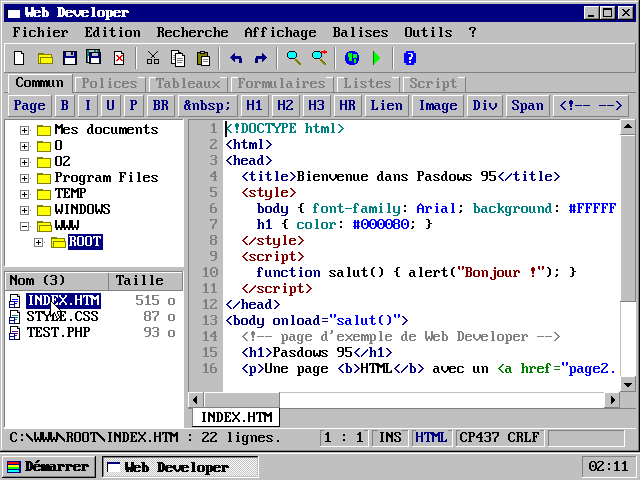 Web Developer
Fichier Edition Recherche Affichage Balises Outils ?
Commun Polices Tableaux Formulaires Listes Script
Page B I U P BR &nbsp; H1 H2 H3 HR Lien Image Div Span <!-- -->
Mes documents
O
O2
Program Files
TEMP
WINDOWS
WWW
ROOT
Nom (3) Taille
INDEX.HTM 515 o
STYLE.CSS 87 o
TEST.PHP 93 o
1 <!DOCTYPE html>
2 <html>
3 <head>
4 <title>Bienvenue dans Pasdows 95</title>
5 <style>
6 body { font-family: Arial; background: #FFFFF
7 h1 { color: #000080; }
8 </style>
9 <script>
10 function salut() { alert("Bonjour !"); }
11 </script>
12 </head>
13 <body onload="salut()">
14 <!-- page d'exemple de Web Developer -->
15 <h1>Pasdows 95</h1>
16 <p>Une page <b>HTML</b> avec un <a href="page2.
INDEX.HTM
C:\WWW\ROOT\INDEX.HTM : 22 lignes. 1 : 1 INS HTML CP437 CRLF
Démarrer Web Developer 02:11